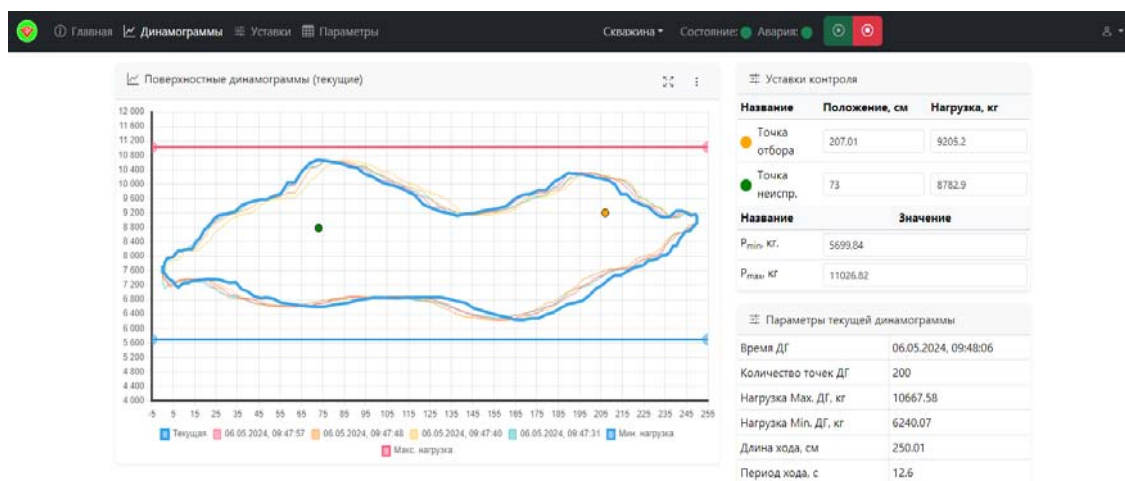 Главная Динамограммы Уставки Параметры Скважина Состояние: Авария:
Поверхностные динамограммы (текущие)
12 000
11 600
11 200
10 800
10 400
10 000
9 600
9 200
8 800
8 400
8 000
7 600
7 200
6 800
6 400
6 000
5 600
5 200
4 800
4 400
4 000
-5 5 15 25 35 45 55 65 75 85 95 105 115 125 135 145 155 165 175 185 195 205 215 225 235 245 255
Текущая 06.05.2024, 09:47:57 06.05.2024, 09:47:48 06.05.2024, 09:47:40 06.05.2024, 09:47:31 Мин. нагрузка
Макс. нагрузка
Уставки контроля
Название Положение, см Нагрузка, кг
Точка
отбора 207.01 9205.2
Точка
неиспр. 73 8782.9
Название Значение
Pmin, кг. 5699.84
Pmax, кг 11026.82
Параметры текущей динамограммы
Время ДГ 06.05.2024, 09:48:06
Количество точек ДГ 200
Нагрузка Max. ДГ, кг 10667.58
Нагрузка Min. ДГ, кг 6240.07
Длина хода, см 250.01
Период хода, с 12.6